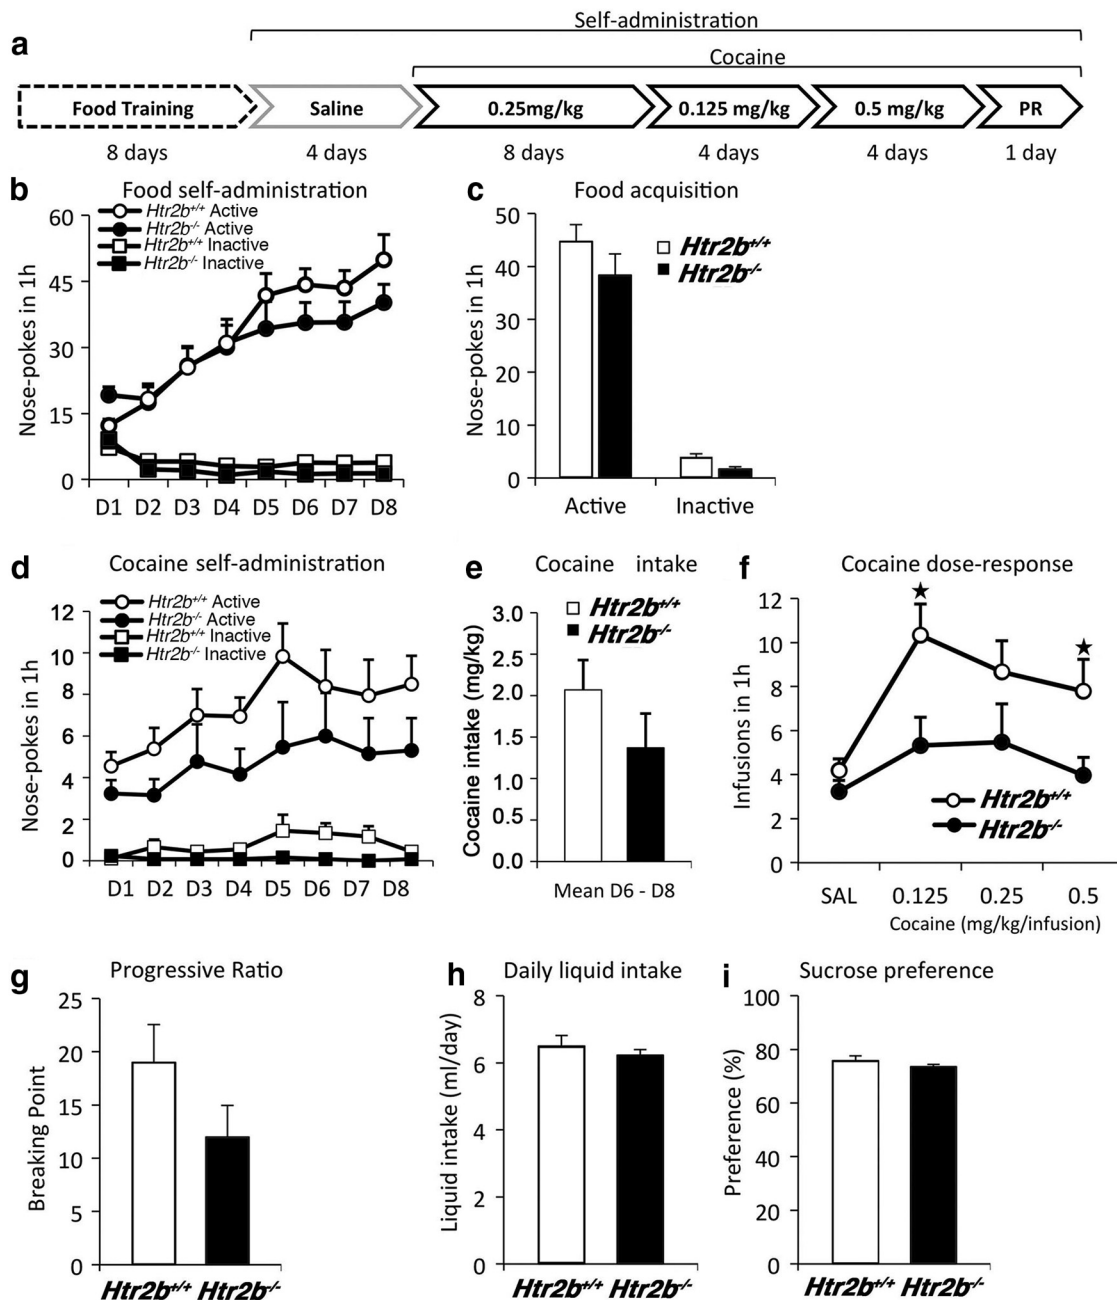 Self-administration
a
Cocaine
Food Training
Saline
0.25mg/kg
0.125 mg/kg
0.5 mg/kg
PR
8 days
4 days
8 days
4 days
4 days
1 day
b
Food self-administration
Htr2b+/+ Active
Htr2b-/- Active
Htr2b+/+ Inactive
Htr2b-/- Inactive
Nose-pokes in 1h
60
45
30
15
0
D1 D2 D3 D4 D5 D6 D7 D8
c
Food acquisition
Htr2b+/+
Htr2b-/-
Nose-pokes in 1h
50
40
30
20
10
0
Active Inactive
d
Cocaine self-administration
Htr2b+/+ Active
Htr2b-/- Active
Htr2b+/+ Inactive
Htr2b-/- Inactive
Nose-pokes in 1h
12
10
8
6
4
2
0
D1 D2 D3 D4 D5 D6 D7 D8
e
Cocaine intake
Htr2b+/+
Htr2b-/-
Cocaine intake (mg/kg)
3.0
2.5
2.0
1.5
1.0
0.5
0.0
Mean D6 - D8
f
Cocaine dose-response
Infusions in 1h
12
10
8
6
4
2
0
Htr2b+/+
Htr2b-/-
SAL 0.125 0.25 0.5
Cocaine (mg/kg/infusion)
g
Progressive Ratio
Breaking Point
25
20
15
10
5
0
Htr2b+/+ Htr2b-/-
h
Daily liquid intake
Liquid intake (ml/day)
8
6
4
2
0
Htr2b+/+ Htr2b-/-
i
Sucrose preference
Preference (%)
100
80
60
40
20
0
Htr2b+/+ Htr2b-/-